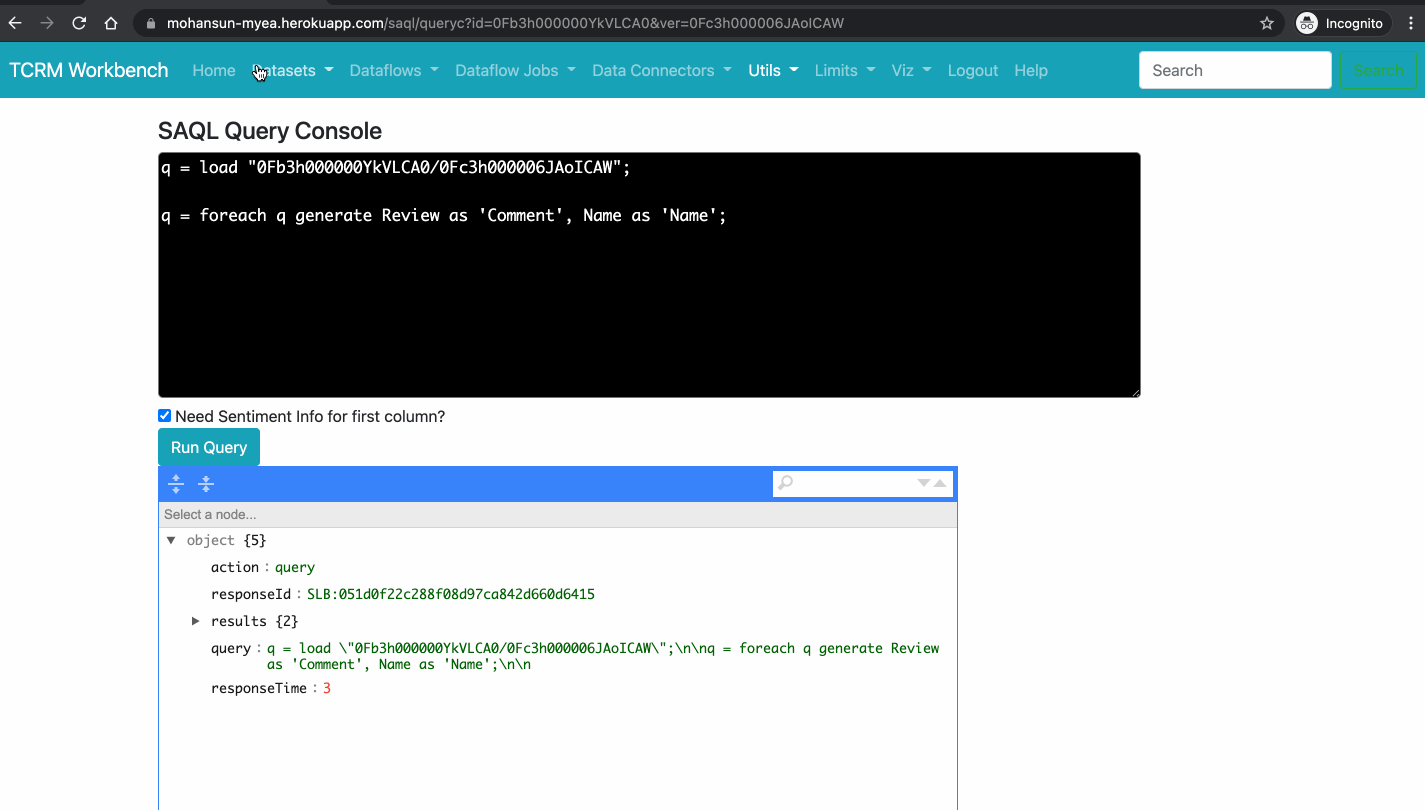 mohansun-myea.herokuapp.com/saql/queryc?id=0Fb3h000000YkVLCA0&ver=0Fc3h000006JAoICAW
Incognito
TCRM Workbench Home Datasets Dataflows Dataflow Jobs Data Connectors Utils Limits Viz Logout Help Search Search
SAQL Query Console
q = load "0Fb3h000000YkVLCA0/0Fc3h000006JAoICAW";
q = foreach q generate Review as 'Comment', Name as 'Name';
Need Sentiment Info for first column?
Run Query
Select a node...
object {5}
action : query
responseId : SLB:051d0f22c288f08d97ca842d660d6415
results {2}
query : q = load \"0Fb3h000000YkVLCA0/0Fc3h000006JAoICAW\";\n\nq = foreach q generate Review
as 'Comment', Name as 'Name';\n\n
responseTime : 3